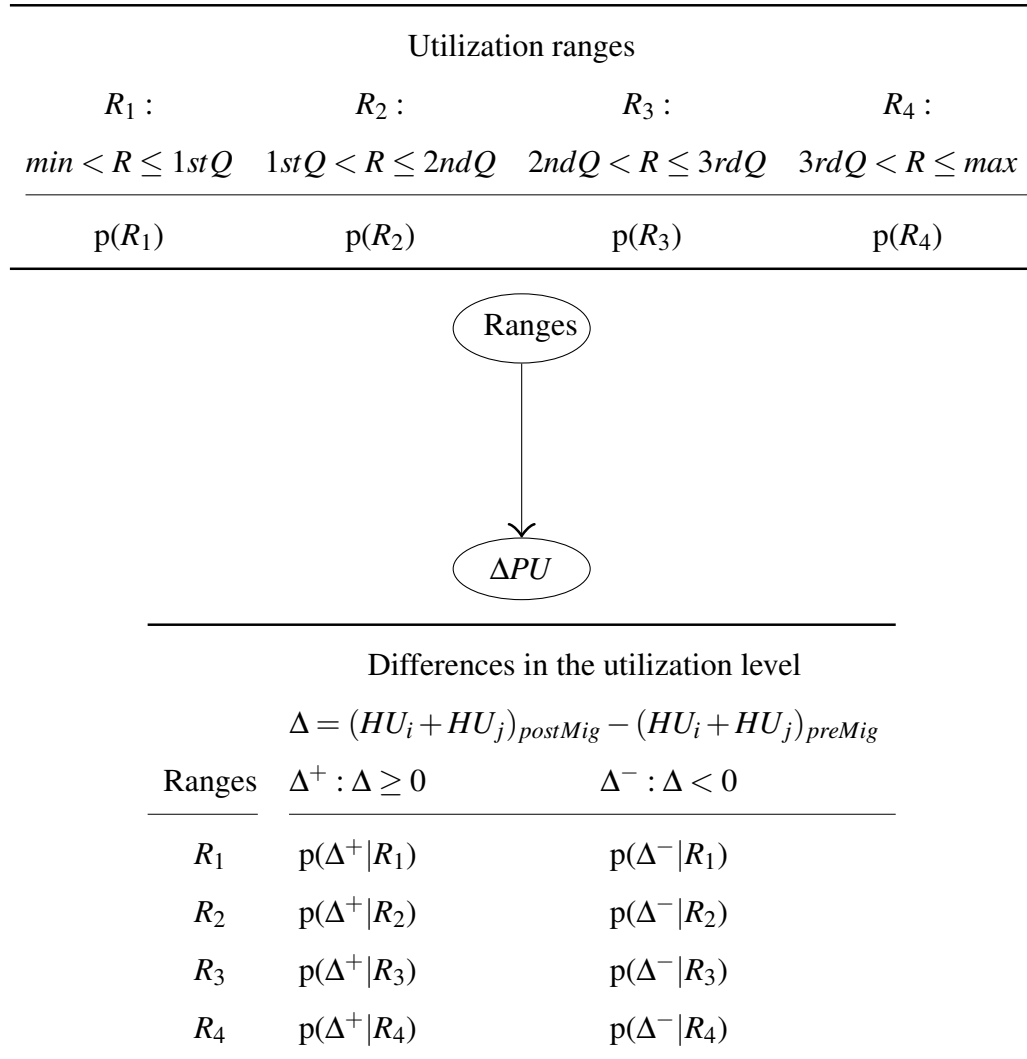 Utilization ranges
R₁ : R₂ : R₃ : R₄ :
min < R ≤ 1stQ 1stQ < R ≤ 2ndQ 2ndQ < R ≤ 3rdQ 3rdQ < R ≤ max
p(R₁) p(R₂) p(R₃) p(R₄)
Ranges
ΔPU
Differences in the utilization level
Δ = (HUᵢ + HUⱼ)postMig − (HUᵢ + HUⱼ)preMig
Ranges Δ⁺ : Δ ≥ 0 Δ⁻ : Δ < 0
R₁ p(Δ⁺|R₁) p(Δ⁻|R₁)
R₂ p(Δ⁺|R₂) p(Δ⁻|R₂)
R₃ p(Δ⁺|R₃) p(Δ⁻|R₃)
R₄ p(Δ⁺|R₄) p(Δ⁻|R₄)